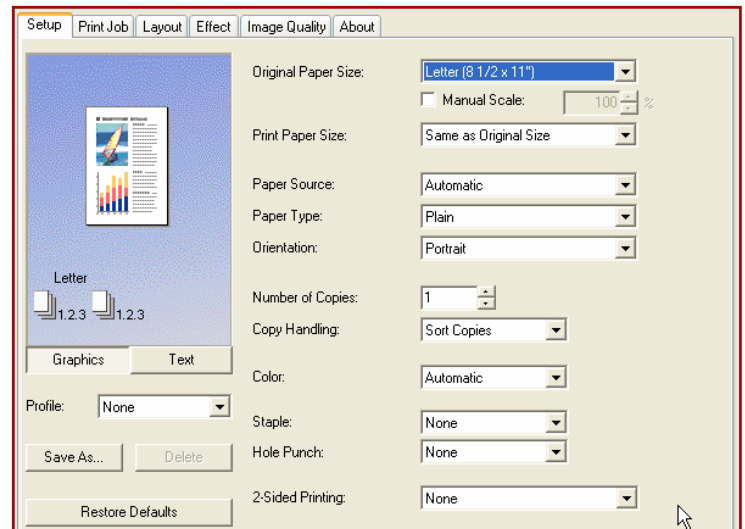 Setup Print Job Layout Effect Image Quality About
Original Paper Size: Letter (8 1/2 x 11")
Manual Scale: 100 %
Print Paper Size: Same as Original Size
Paper Source: Automatic
Paper Type: Plain
Orientation: Portrait
Letter
1.2.3 1.2.3
Number of Copies: 1
Copy Handling: Sort Copies
Graphics Text
Color: Automatic
Profile: None
Staple: None
Save As... Delete
Hole Punch: None
2-Sided Printing: None
Restore Defaults